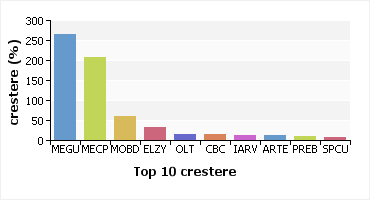 crestere (%)
300
250
200
150
100
50
0
MEGU MECP MOBD ELZY OLT CBC IARV ARTE PREB SPCU
Top 10 crestere